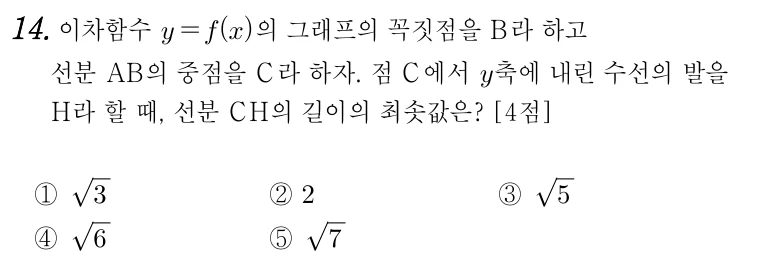 14. 이차함수 y=f(x)의 그래프의 꼭짓점을 B라 하고
선분 AB의 중점을 C라 하자. 점 C에서 y축에 내린 수선의 발을
H라 할 때, 선분 CH의 길이의 최솟값은? [4점]
① √3 ② 2 ③ √5
④ √6 ⑤ √7